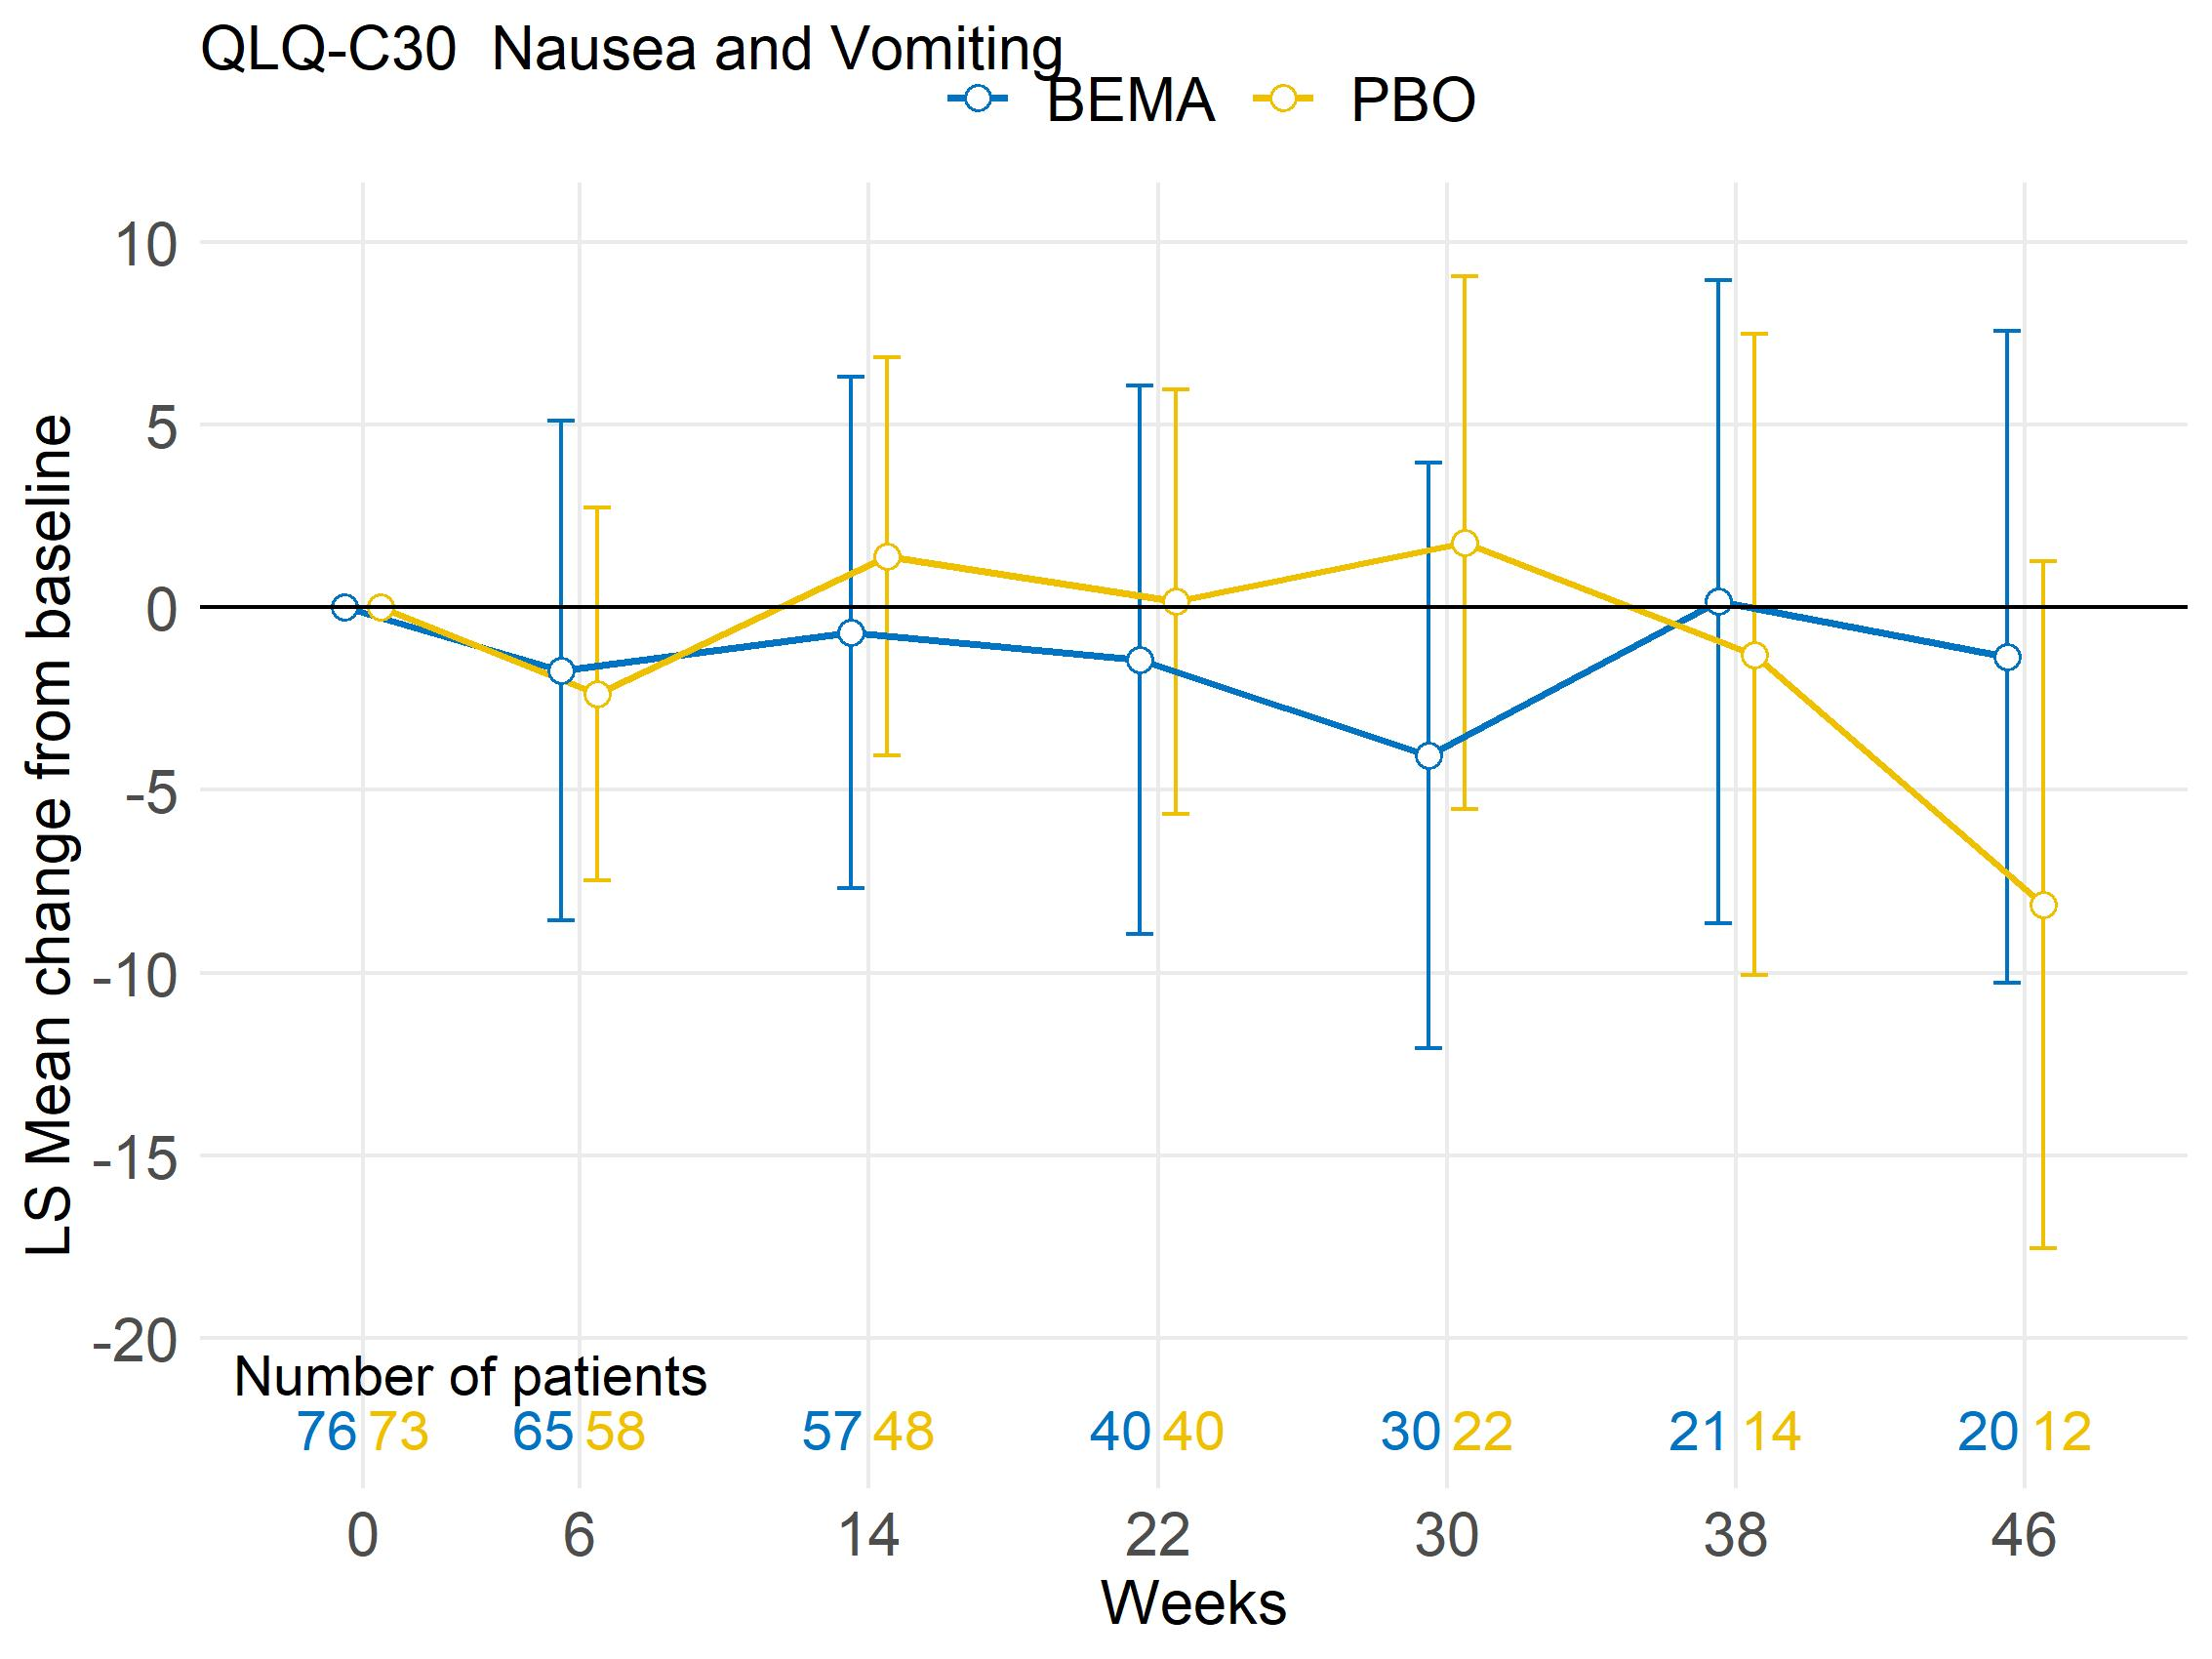 QLQ-C30  Nausea and Vomiting
BEMA PBO
10
5
0
-5
-10
-15
-20
LS Mean change from baseline
Number of patients
76 73 65 58 57 48 40 40 30 22 21 14 20 12
0 6 14 22 30 38 46
Weeks